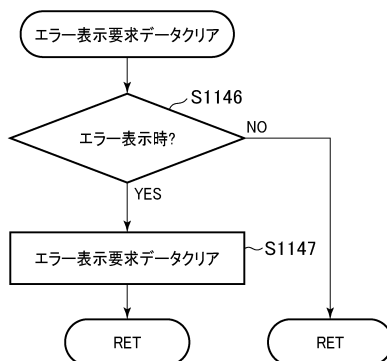 エラー表示要求データクリア
S1146
エラー表示時?
NO
YES
エラー表示要求データクリア
S1147
RET
RET